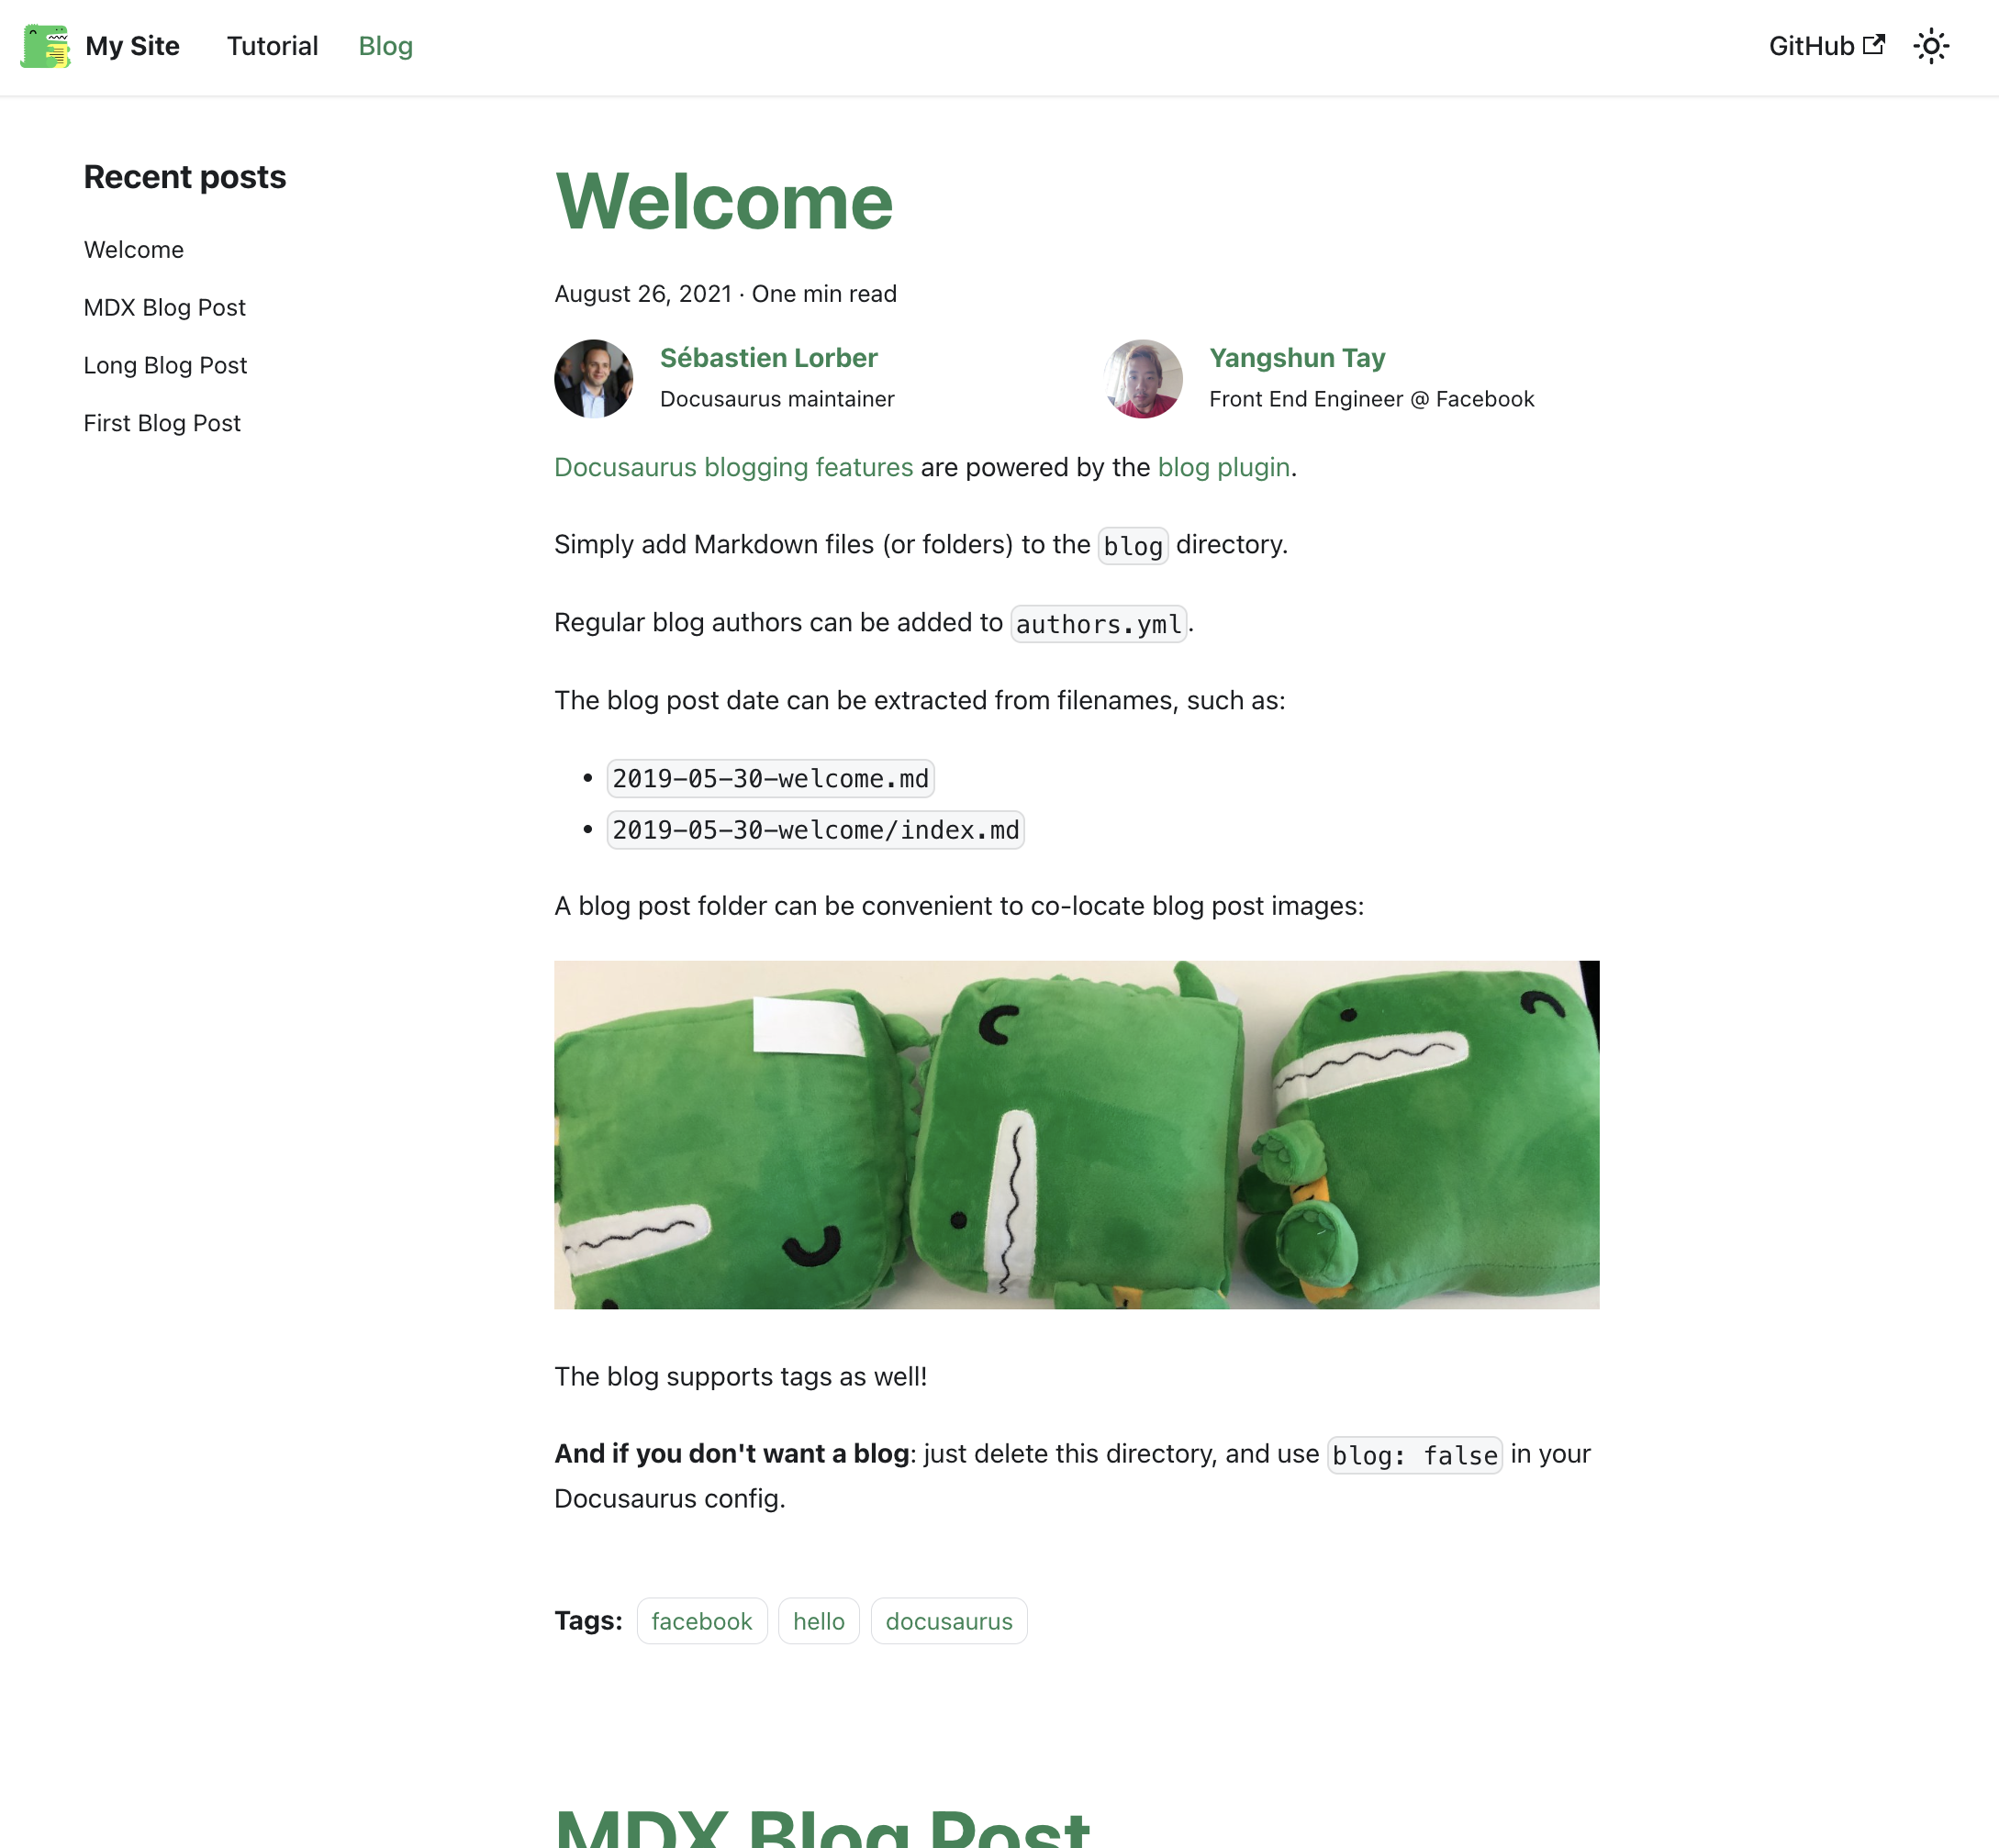 My Site
Tutorial
Blog
GitHub
Recent posts
Welcome
MDX Blog Post
Long Blog Post
First Blog Post
Welcome
August 26, 2021 · One min read
Sébastien Lorber
Docusaurus maintainer
Yangshun Tay
Front End Engineer @ Facebook
Docusaurus blogging features are powered by the blog plugin.
Simply add Markdown files (or folders) to the blog directory.
Regular blog authors can be added to authors.yml.
The blog post date can be extracted from filenames, such as:
• 2019-05-30-welcome.md
• 2019-05-30-welcome/index.md
A blog post folder can be convenient to co-locate blog post images:
The blog supports tags as well!
And if you don't want a blog: just delete this directory, and use blog: false in your
Docusaurus config.
Tags: facebook hello docusaurus
MDX Blog Post